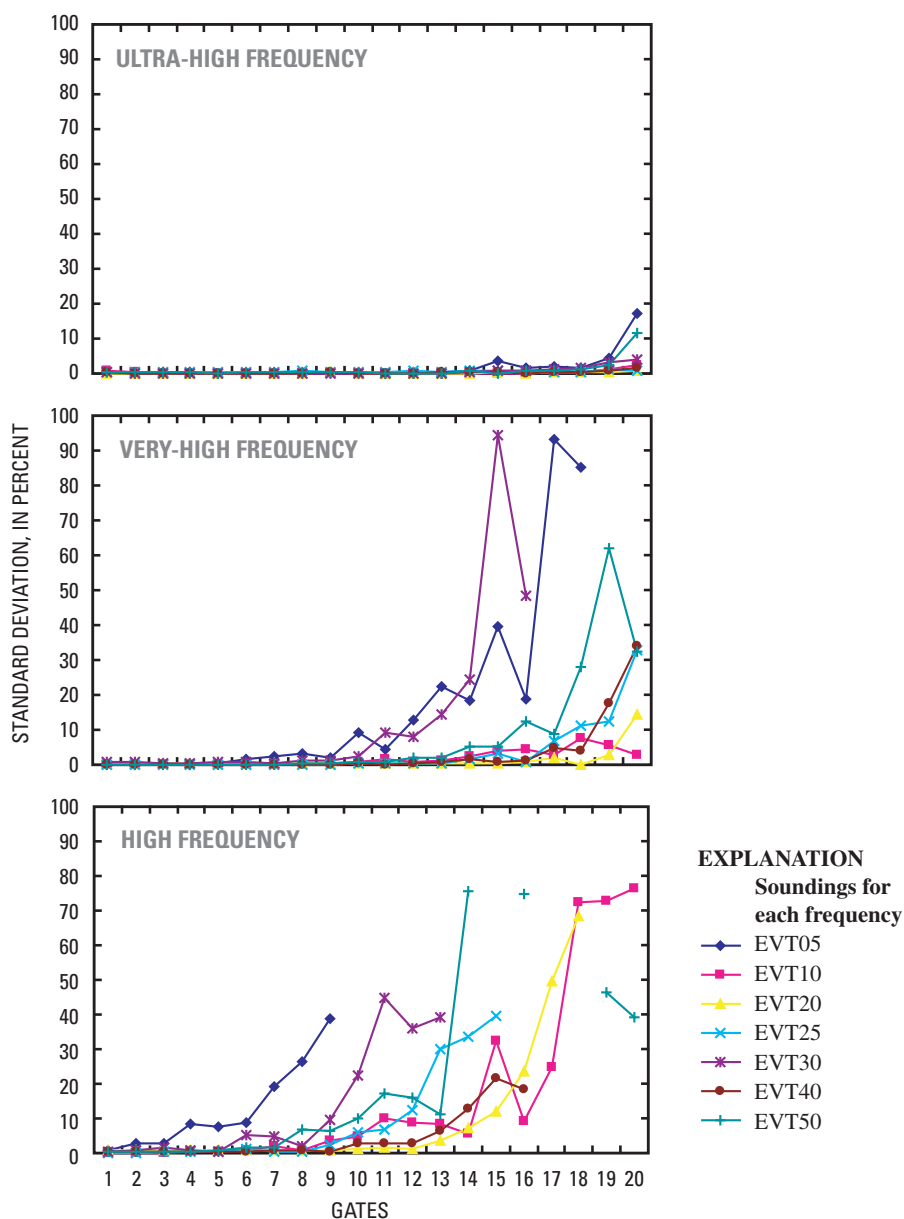 100
90
80
70
60
50
40
30
20
10
0
ULTRA-HIGH FREQUENCY
STANDARD DEVIATION, IN PERCENT
100
90
80
70
60
50
40
30
20
10
0
VERY-HIGH FREQUENCY
100
90
80
70
60
50
40
30
20
10
0
HIGH FREQUENCY
1 2 3 4 5 6 7 8 9 10 11 12 13 14 15 16 17 18 19 20
GATES
EXPLANATION
Soundings for
each frequency
EVT05
EVT10
EVT20
EVT25
EVT30
EVT40
EVT50